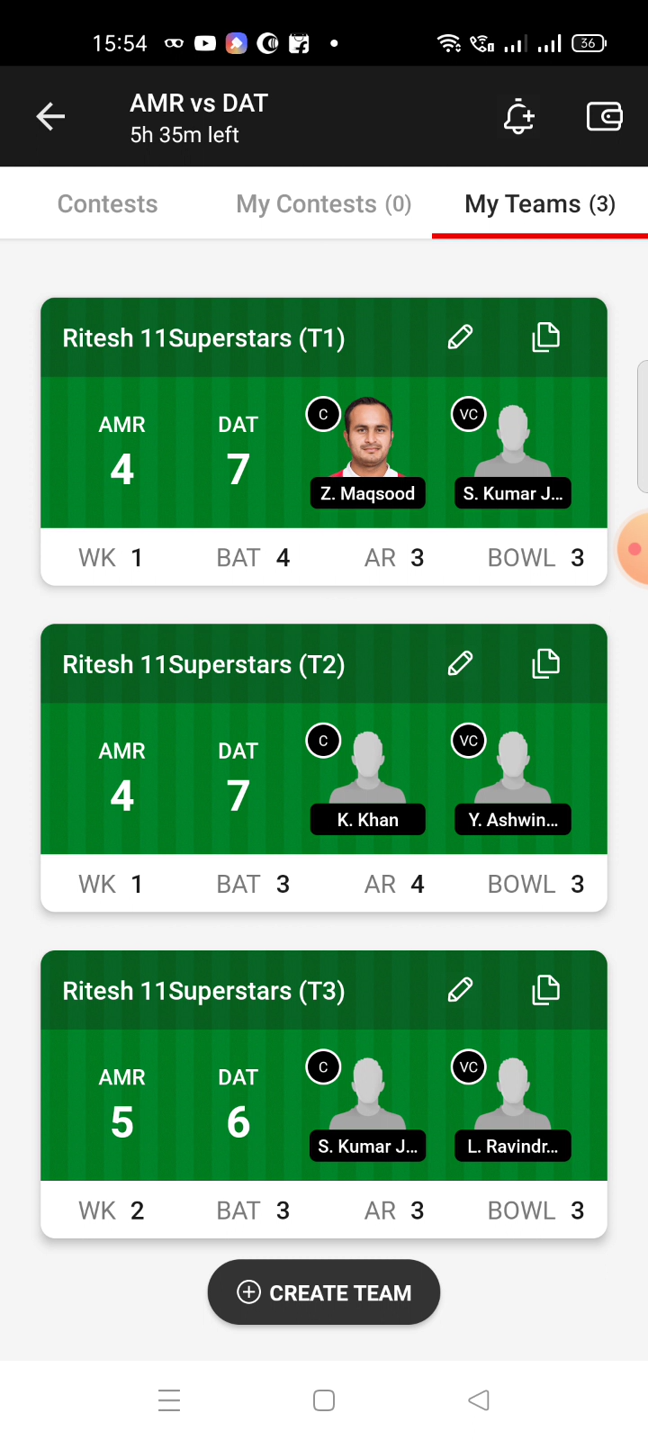 15:54 36
AMR vs DAT
5h 35m left
Contests My Contests (0) My Teams (3)
Ritesh 11Superstars (T1)
AMR DAT C VC
4 7
Z. Maqsood S. Kumar J...
WK 1 BAT 4 AR 3 BOWL 3
Ritesh 11Superstars (T2)
AMR DAT C VC
4 7
K. Khan Y. Ashwin...
WK 1 BAT 3 AR 4 BOWL 3
Ritesh 11Superstars (T3)
AMR DAT C VC
5 6
S. Kumar J... L. Ravindr...
WK 2 BAT 3 AR 3 BOWL 3
CREATE TEAM